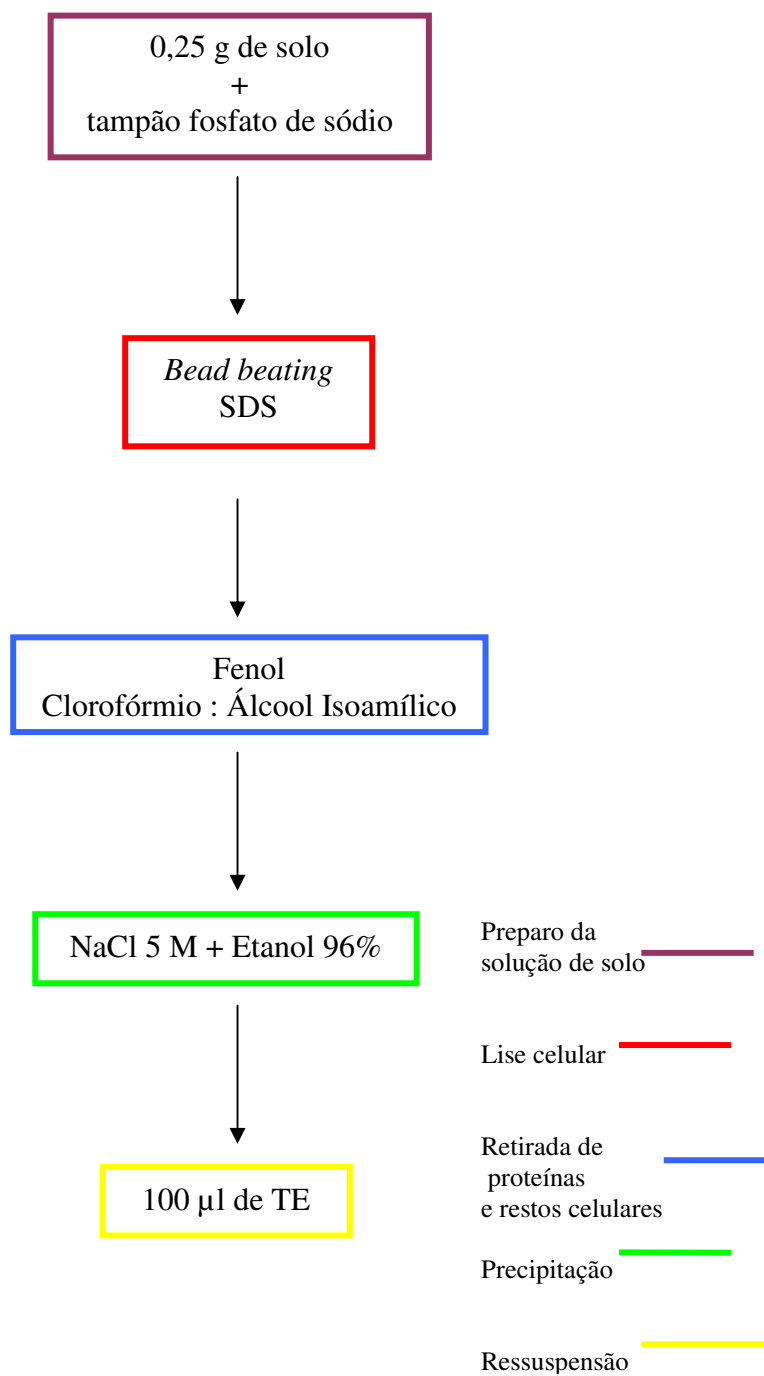 0,25 g de solo
+
tampão fosfato de sódio
Bead beating
SDS
Fenol
Clorofórmio : Álcool Isoamílico
NaCl 5 M + Etanol 96%
100 µl de TE
Preparo da
solução de solo
Lise celular
Retirada de
proteínas
e restos celulares
Precipitação
Ressuspensão